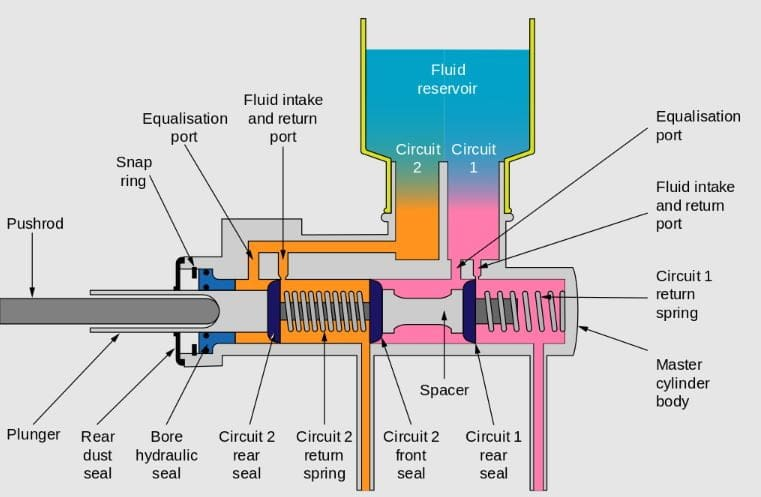 Fluid
reservoir
Circuit
2
Circuit
1
Fluid intake
and return
port
Equalisation
port
Snap
ring
Pushrod
Equalisation
port
Fluid intake
and return
port
Circuit 1
return
spring
Master
cylinder
body
Spacer
Plunger
Rear
dust
seal
Bore
hydraulic
seal
Circuit 2
rear
seal
Circuit 2
return
spring
Circuit 2
front
seal
Circuit 1
rear
seal